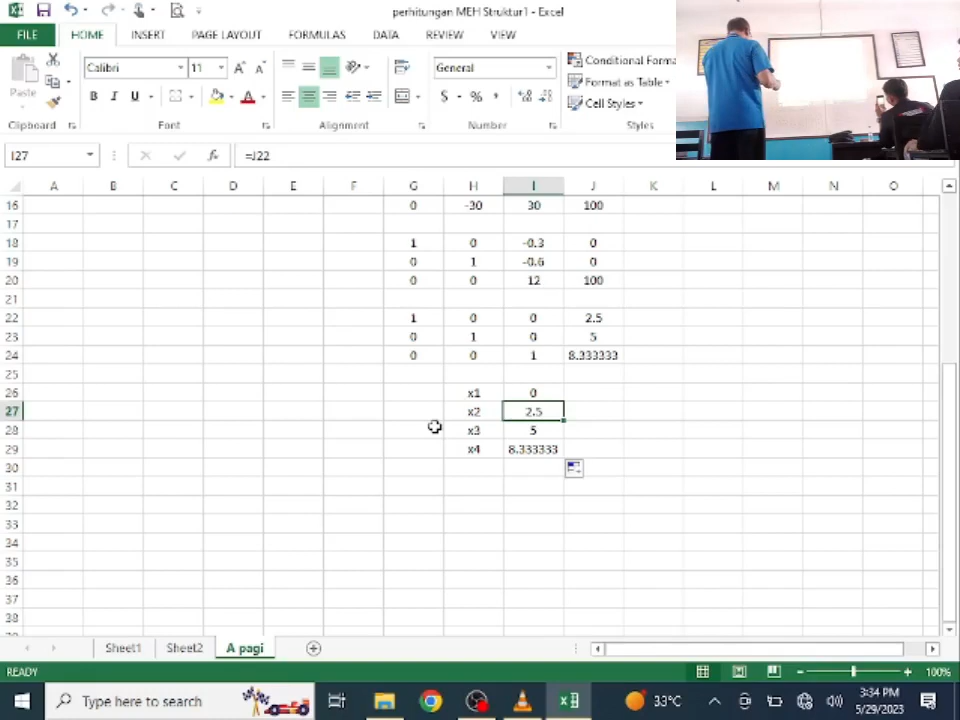 perhitungan MEH Struktur1 - Excel
FILE HOME INSERT PAGE LAYOUT FORMULAS DATA REVIEW VIEW
Calibri 11 General Conditional Forma
Paste Format as Table
B I U $ % , Cell Styles
Clipboard Font Alignment Number Styles
I27 fx =J22
A B C D E F G H I J K L M N O
16 0 -30 30 100
17
18 1 0 -0.3 0
19 0 1 -0.6 0
20 0 0 12 100
21
22 1 0 0 2.5
23 0 1 0 5
24 0 0 1 8.333333
25
26 x1 0
27 x2 2.5
28 x3 5
29 x4 8.333333
30
31
32
33
34
35
36
37
38
Sheet1 Sheet2 A pagi
READY 100%
Type here to search 33°C 3:34 PM
5/29/2023